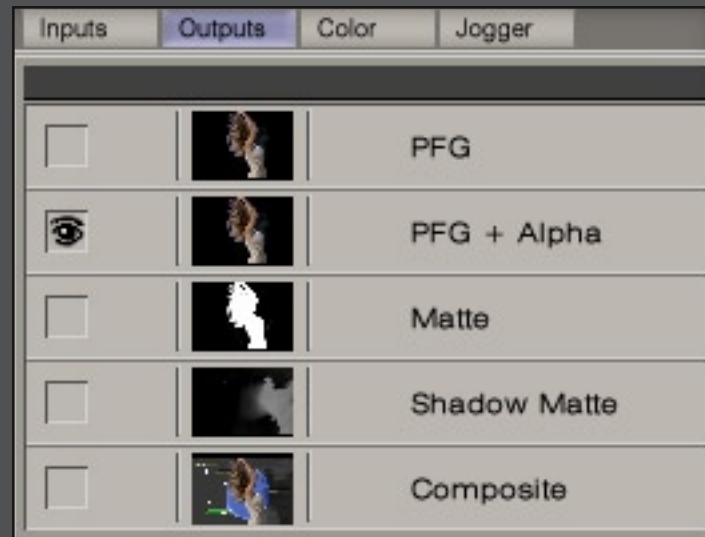 Inputs Outputs Color Jogger
PFG
PFG + Alpha
Matte
Shadow Matte
Composite